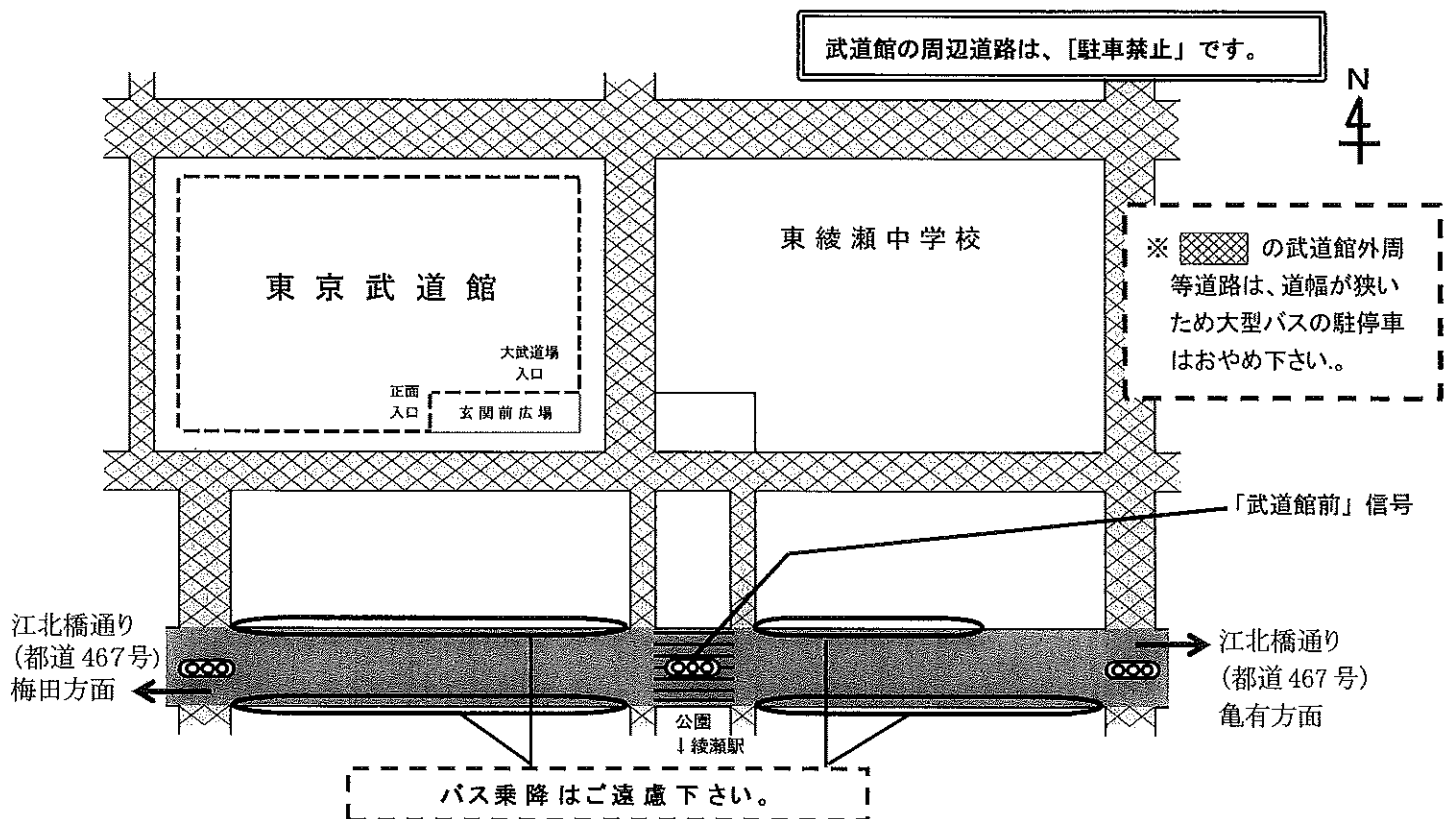 武道館の周辺道路は、［駐車禁止」です。
N
東綾瀬中学校
東京武道館
大武道場
入口
正面
入口
玄関前広場
※ の武道館外周
等道路は、道幅が狭い
ため大型バスの駐停車
はおやめ下さい。
「武道館前」信号
江北橋通り
(都道467号)
梅田方面
江北橋通り
(都道467号)
亀有方面
公園
↓綾瀬駅
バス乗降はご遠慮下さい。